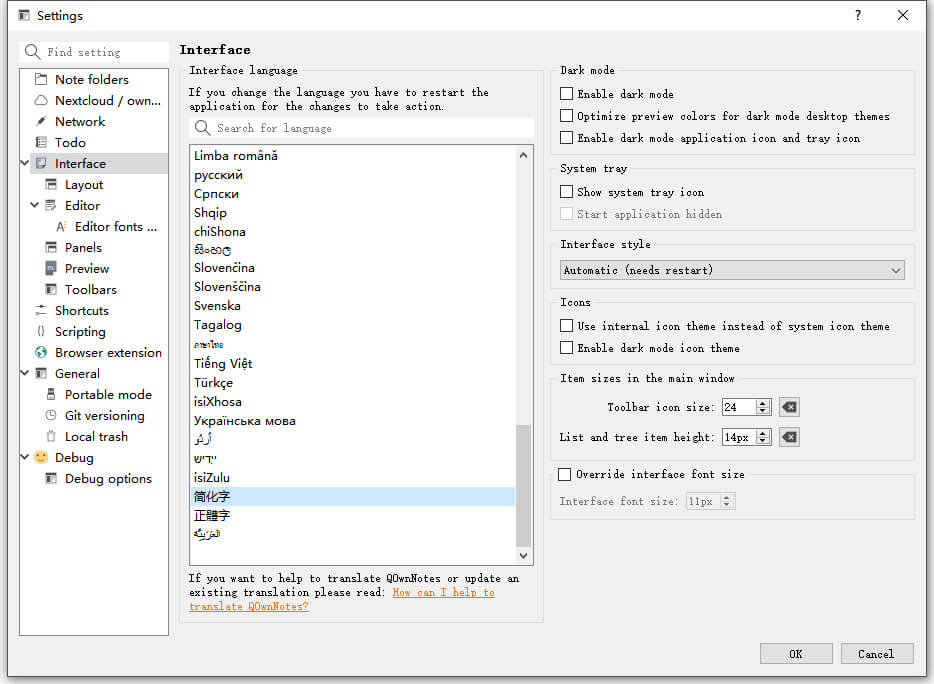 Settings
?
Find setting
Note folders
Nextcloud / own...
Network
Todo
Interface
Layout
Editor
Editor fonts ...
Panels
Preview
Toolbars
Shortcuts
Scripting
Browser extension
General
Portable mode
Git versioning
Local trash
Debug
Debug options
Interface
Interface language
If you change the language you have to restart the
application for the changes to take action.
Search for language
Limba română
русский
Српски
Shqip
chiShona
සිංහල
Slovenčina
Slovenščina
Svenska
Tagalog
ภาษาไทย
Tiếng Việt
Türkçe
isiXhosa
Українська мова
اُردُو
ייִדיש
isiZulu
简化字
正體字
If you want to help to translate QOwnNotes or update an
existing translation please read: How can I help to
translate QOwnNotes?
Dark mode
Enable dark mode
Optimize preview colors for dark mode desktop themes
Enable dark mode application icon and tray icon
System tray
Show system tray icon
Start application hidden
Interface style
Automatic (needs restart)
Icons
Use internal icon theme instead of system icon theme
Enable dark mode icon theme
Item sizes in the main window
Toolbar icon size: 24
List and tree item height: 14px
Override interface font size
Interface font size: 11px
OK
Cancel